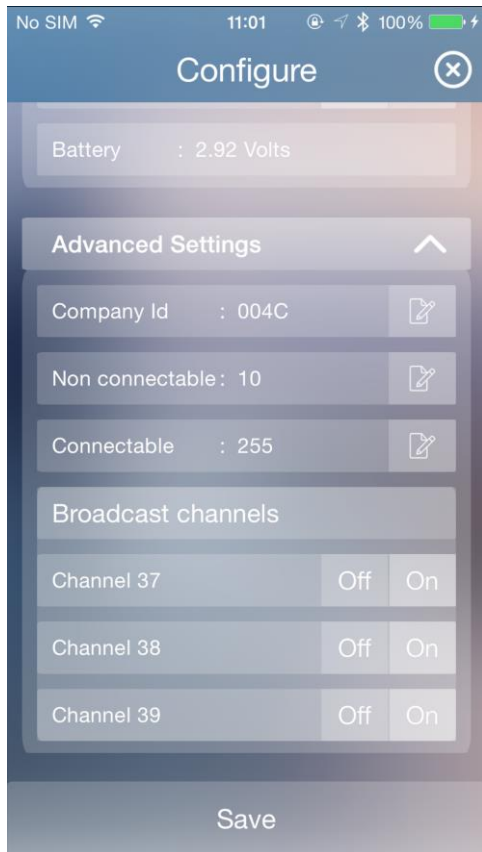 No SIM 11:01 100%
Configure
Battery : 2.92 Volts
Advanced Settings
Company Id : 004C
Non connectable : 10
Connectable : 255
Broadcast channels
Channel 37 Off On
Channel 38 Off On
Channel 39 Off On
Save